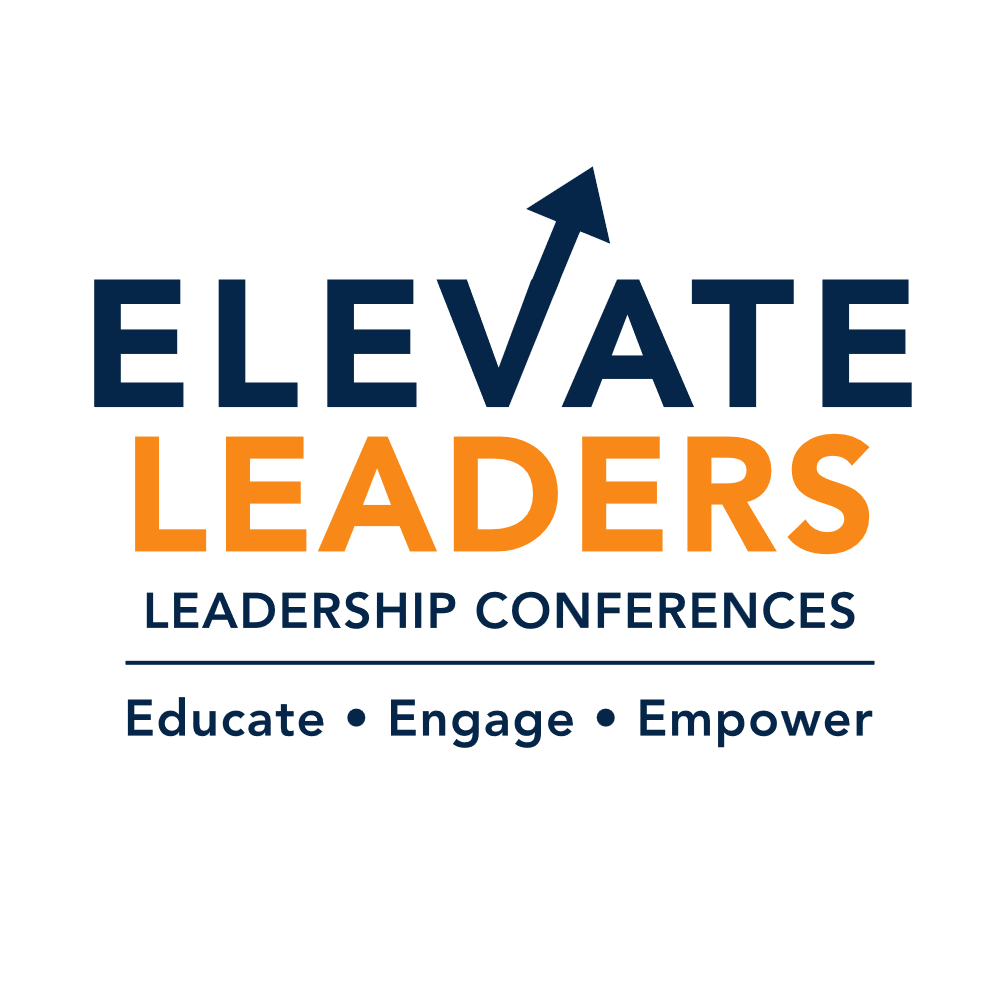 ELEVATE
LEADERS
LEADERSHIP CONFERENCES
Educate • Engage • Empower